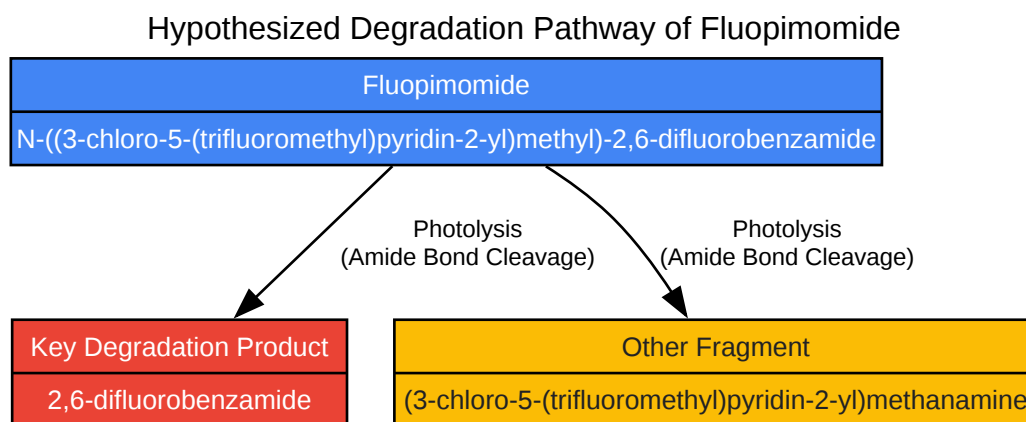 Hypothesized Degradation Pathway of Fluopimomide
Fluopimomide
N-((3-chloro-5-(trifluoromethyl)pyridin-2-yl)methyl)-2,6-difluorobenzamide
Photolysis
(Amide Bond Cleavage)
Photolysis
(Amide Bond Cleavage)
Key Degradation Product
2,6-difluorobenzamide
Other Fragment
(3-chloro-5-(trifluoromethyl)pyridin-2-yl)methanamine